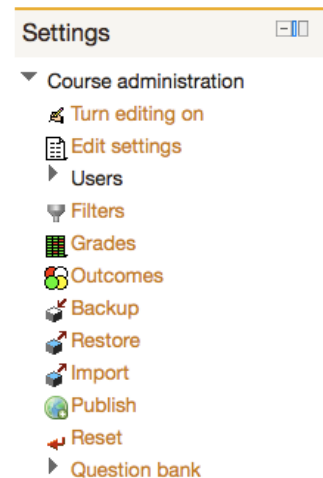 Settings
Course administration
Turn editing on
Edit settings
Users
Filters
Grades
Outcomes
Backup
Restore
Import
Publish
Reset
Question bank